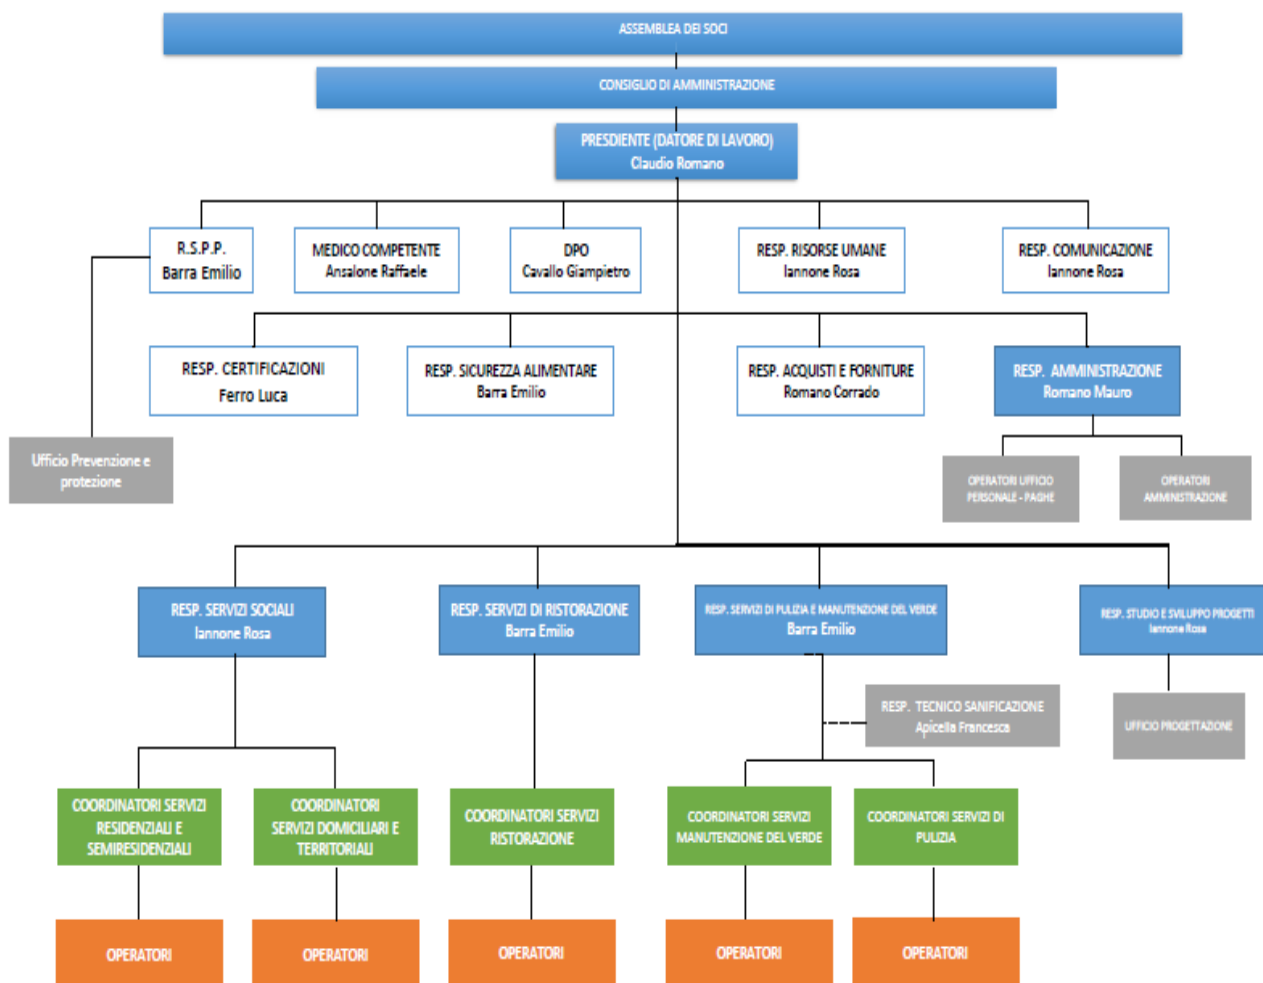 ASSEMBLEA DEI SOCI
CONSIGLIO DI AMMINISTRAZIONE
PRESDIENTE (DATORE DI LAVORO)
Claudio Romano
R.S.P.P.
Barra Emilio
MEDICO COMPETENTE
Ansalone Raffaele
DPO
Cavallo Giampietro
RESP. RISORSE UMANE
Iannone Rosa
RESP. COMUNICAZIONE
Iannone Rosa
RESP. CERTIFICAZIONI
Ferro Luca
RESP. SICUREZZA ALIMENTARE
Barra Emilio
RESP. ACQUISTI E FORNITURE
Romano Corrado
RESP. AMMINISTRAZIONE
Romano Mauro
Ufficio Prevenzione e
protezione
OPERATORI UFFICIO
PERSONALE - PAGHE
OPERATORI
AMMINISTRAZIONE
RESP. SERVIZI SOCIALI
Iannone Rosa
RESP. SERVIZI DI RISTORAZIONE
Barra Emilio
RESP. SERVIZI DI PULIZIA E MANUTENZIONE DEL VERDE
Barra Emilio
RESP. STUDIO E SVILUPPO PROGETTI
Iannone Rosa
RESP. TECNICO SANIFICAZIONE
Apicella Francesca
UFFICIO PROGETTAZIONE
COORDINATORI SERVIZI
RESIDENZIALI E
SEMIRESIDENZIALI
COORDINATORI
SERVIZI DOMICILIARI E
TERRITORIALI
COORDINATORI SERVIZI
RISTORAZIONE
COORDINATORI SERVIZI
MANUTENZIONE DEL VERDE
COORDINATORI SERVIZI DI
PULIZIA
OPERATORI
OPERATORI
OPERATORI
OPERATORI
OPERATORI